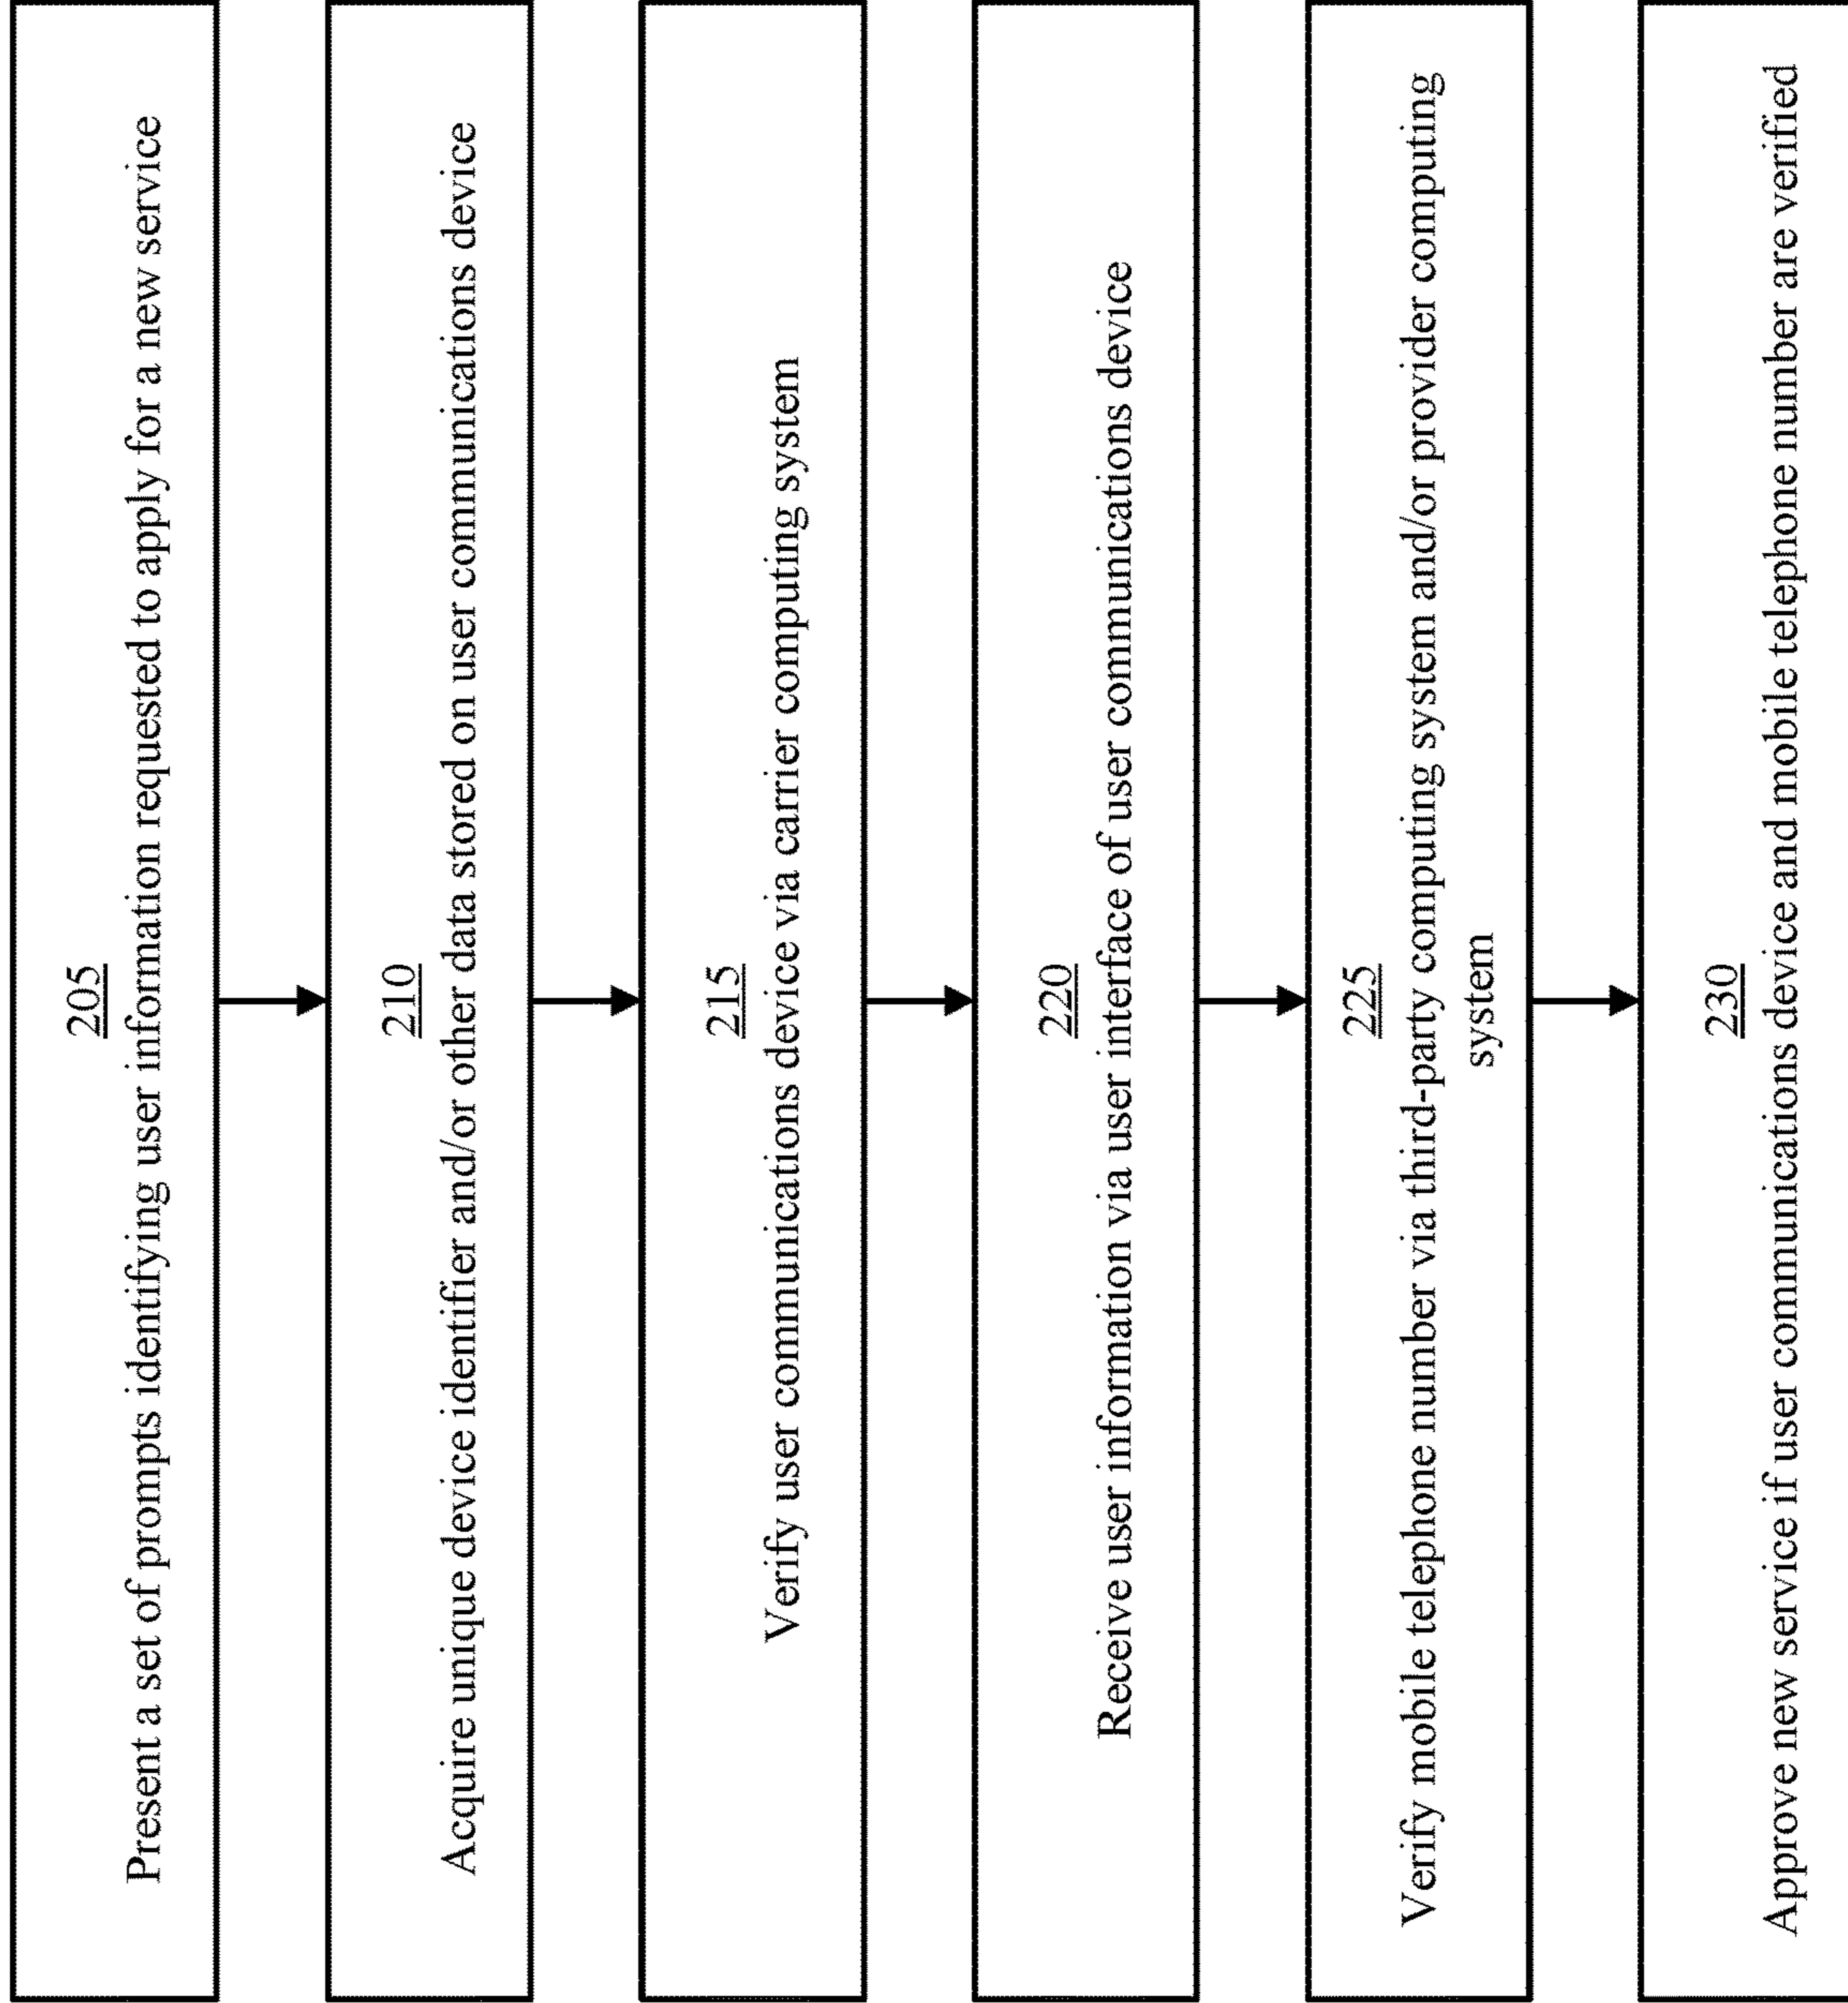 205
Present a set of prompts identifying user information requested to apply for a new service
210
Acquire unique device identifier and/or other data stored on user communications device
215
Verify user communications device via carrier computing system
220
Receive user information via user interface of user communications device
225
Verify mobile telephone number via third-party computing system and/or provider computing
system
230
Approve new service if user communications device and mobile telephone number are verified